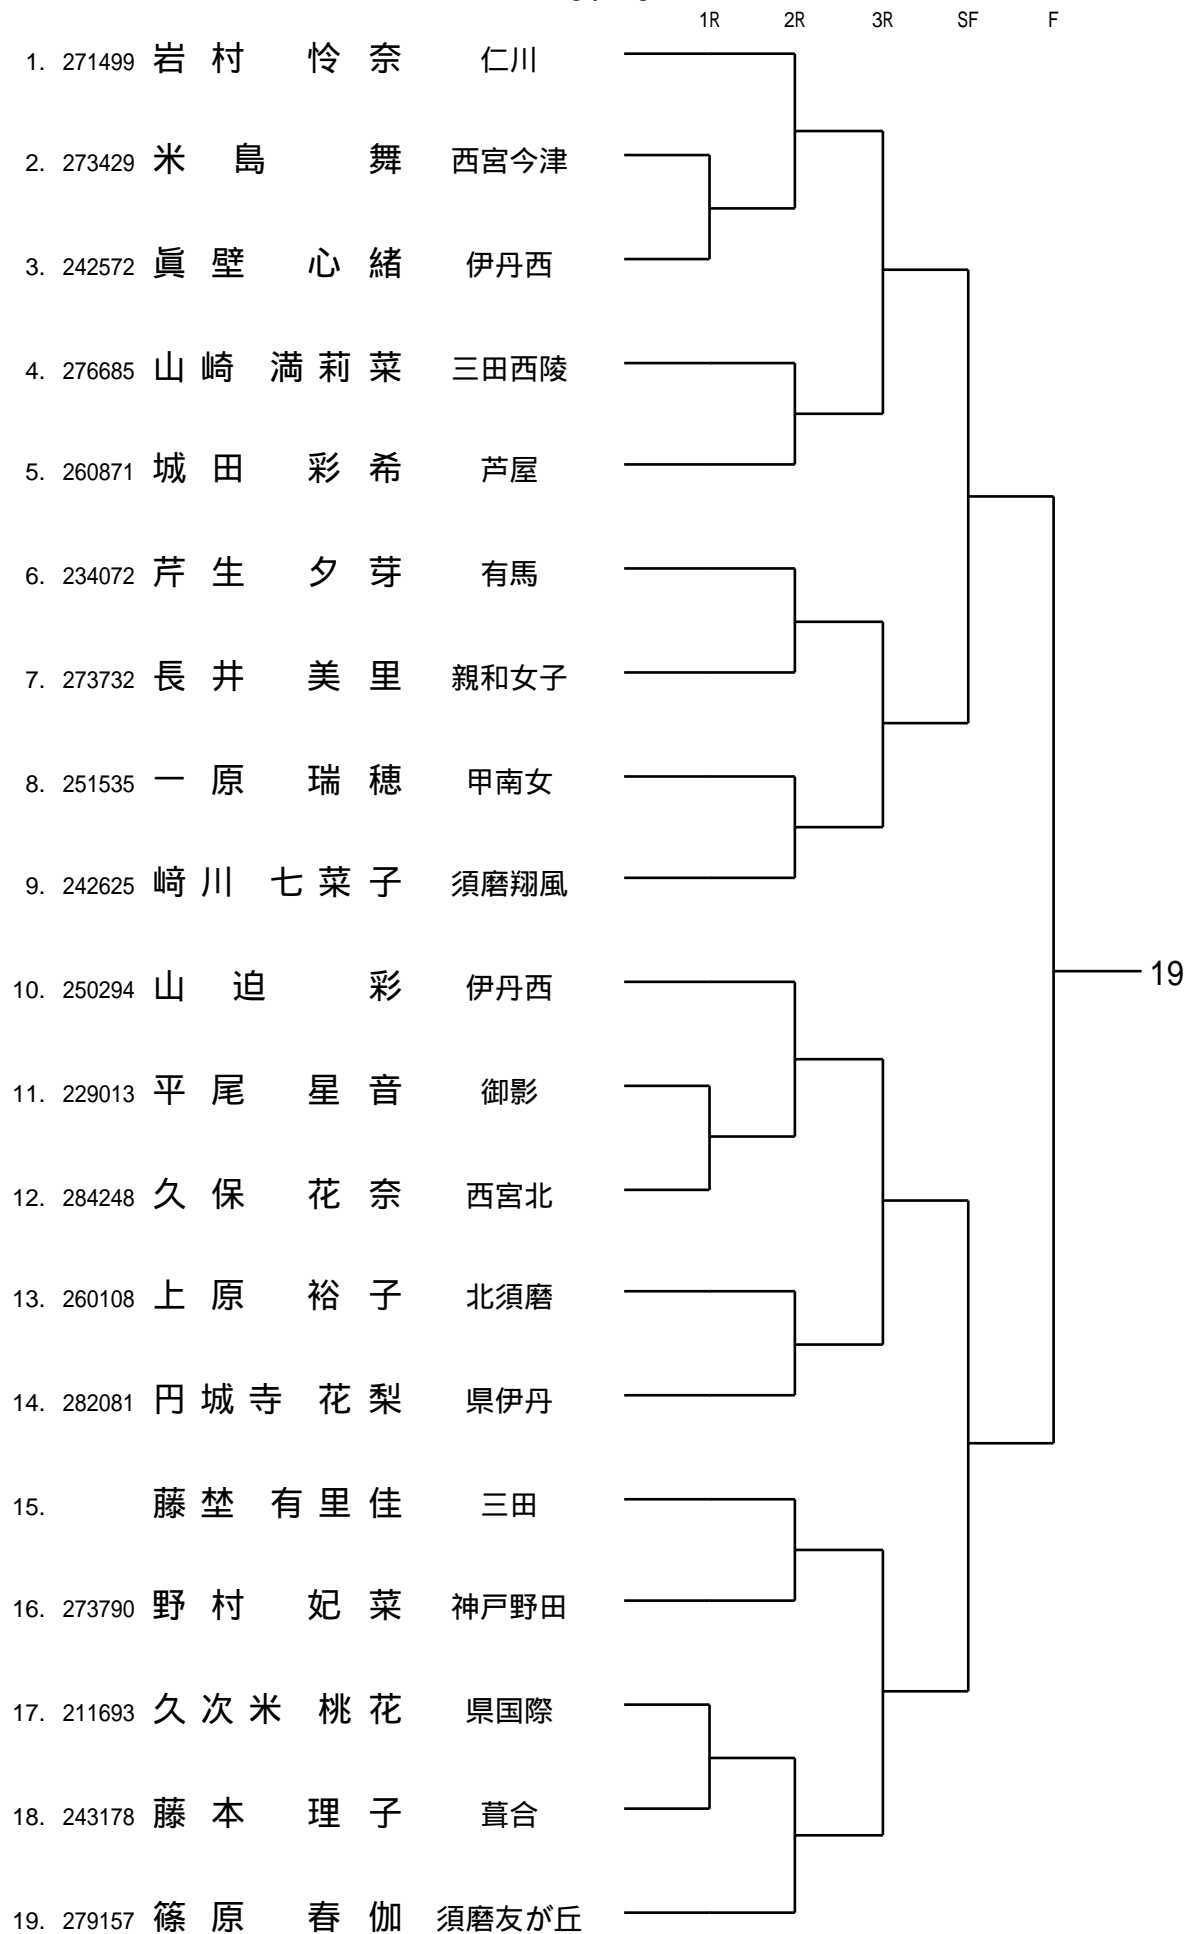 1R 2R 3R SF F
1. 271499 岩村 怜奈 仁川
2. 273429 米島 舞 西宮今津
3. 242572 眞壁 心緒 伊丹西
4. 276685 山崎 満莉菜 三田西陵
5. 260871 城田 彩希 芦屋
6. 234072 芹生 夕芽 有馬
7. 273732 長井 美里 親和女子
8. 251535 一原 瑞穂 甲南女
9. 242625 﨑川 七菜子 須磨翔風
19
10. 250294 山迫 彩 伊丹西
11. 229013 平尾 星音 御影
12. 284248 久保 花奈 西宮北
13. 260108 上原 裕子 北須磨
14. 282081 円城寺 花梨 県伊丹
15. 藤埜 有里佳 三田
16. 273790 野村 妃菜 神戸野田
17. 211693 久次米 桃花 県国際
18. 243178 藤本 理子 葺合
19. 279157 篠原 春伽 須磨友が丘